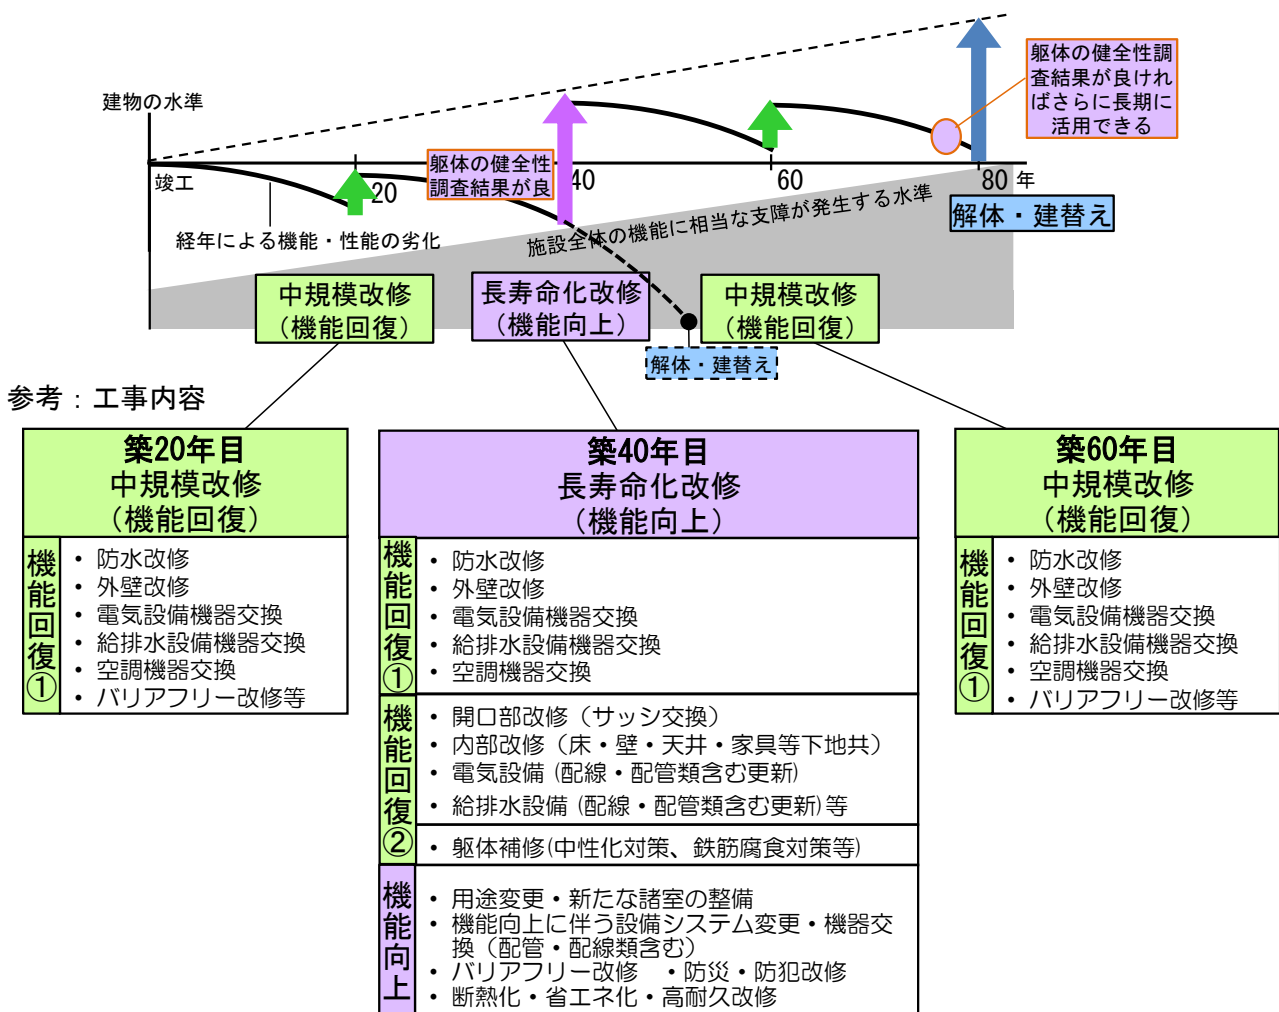 建物の水準
躯体の健全性調
査結果が良けれ
ばさらに長期に
活用できる
竣工
20
躯体の健全性
調査結果が良
40
60
80 年
経年による機能・性能の劣化
施設全体の機能に相当な支障が発生する水準
解体・建替え
中規模改修
(機能回復)
長寿命化改修
(機能向上)
中規模改修
(機能回復)
解体・建替え
参考：工事内容
築20年目
中規模改修
(機能回復)
機能回復①
・ 防水改修
・ 外壁改修
・ 電気設備機器交換
・ 給排水設備機器交換
・ 空調機器交換
・ バリアフリー改修等
築40年目
長寿命化改修
(機能向上)
機能回復①
・ 防水改修
・ 外壁改修
・ 電気設備機器交換
・ 給排水設備機器交換
・ 空調機器交換
機能回復②
・ 開口部改修（サッシ交換）
・ 内部改修（床・壁・天井・家具等下地共）
・ 電気設備(配線・配管類含む更新)
・ 給排水設備(配線・配管類含む更新)等
・ 躯体補修(中性化対策、鉄筋腐食対策等)
機能向上
・ 用途変更・新たな諸室の整備
・ 機能向上に伴う設備システム変更・機器交
換（配管・配線類含む）
・ バリアフリー改修　・防災・防犯改修
・ 断熱化・省エネ化・高耐久改修
築60年目
中規模改修
(機能回復)
機能回復①
・ 防水改修
・ 外壁改修
・ 電気設備機器交換
・ 給排水設備機器交換
・ 空調機器交換
・ バリアフリー改修等